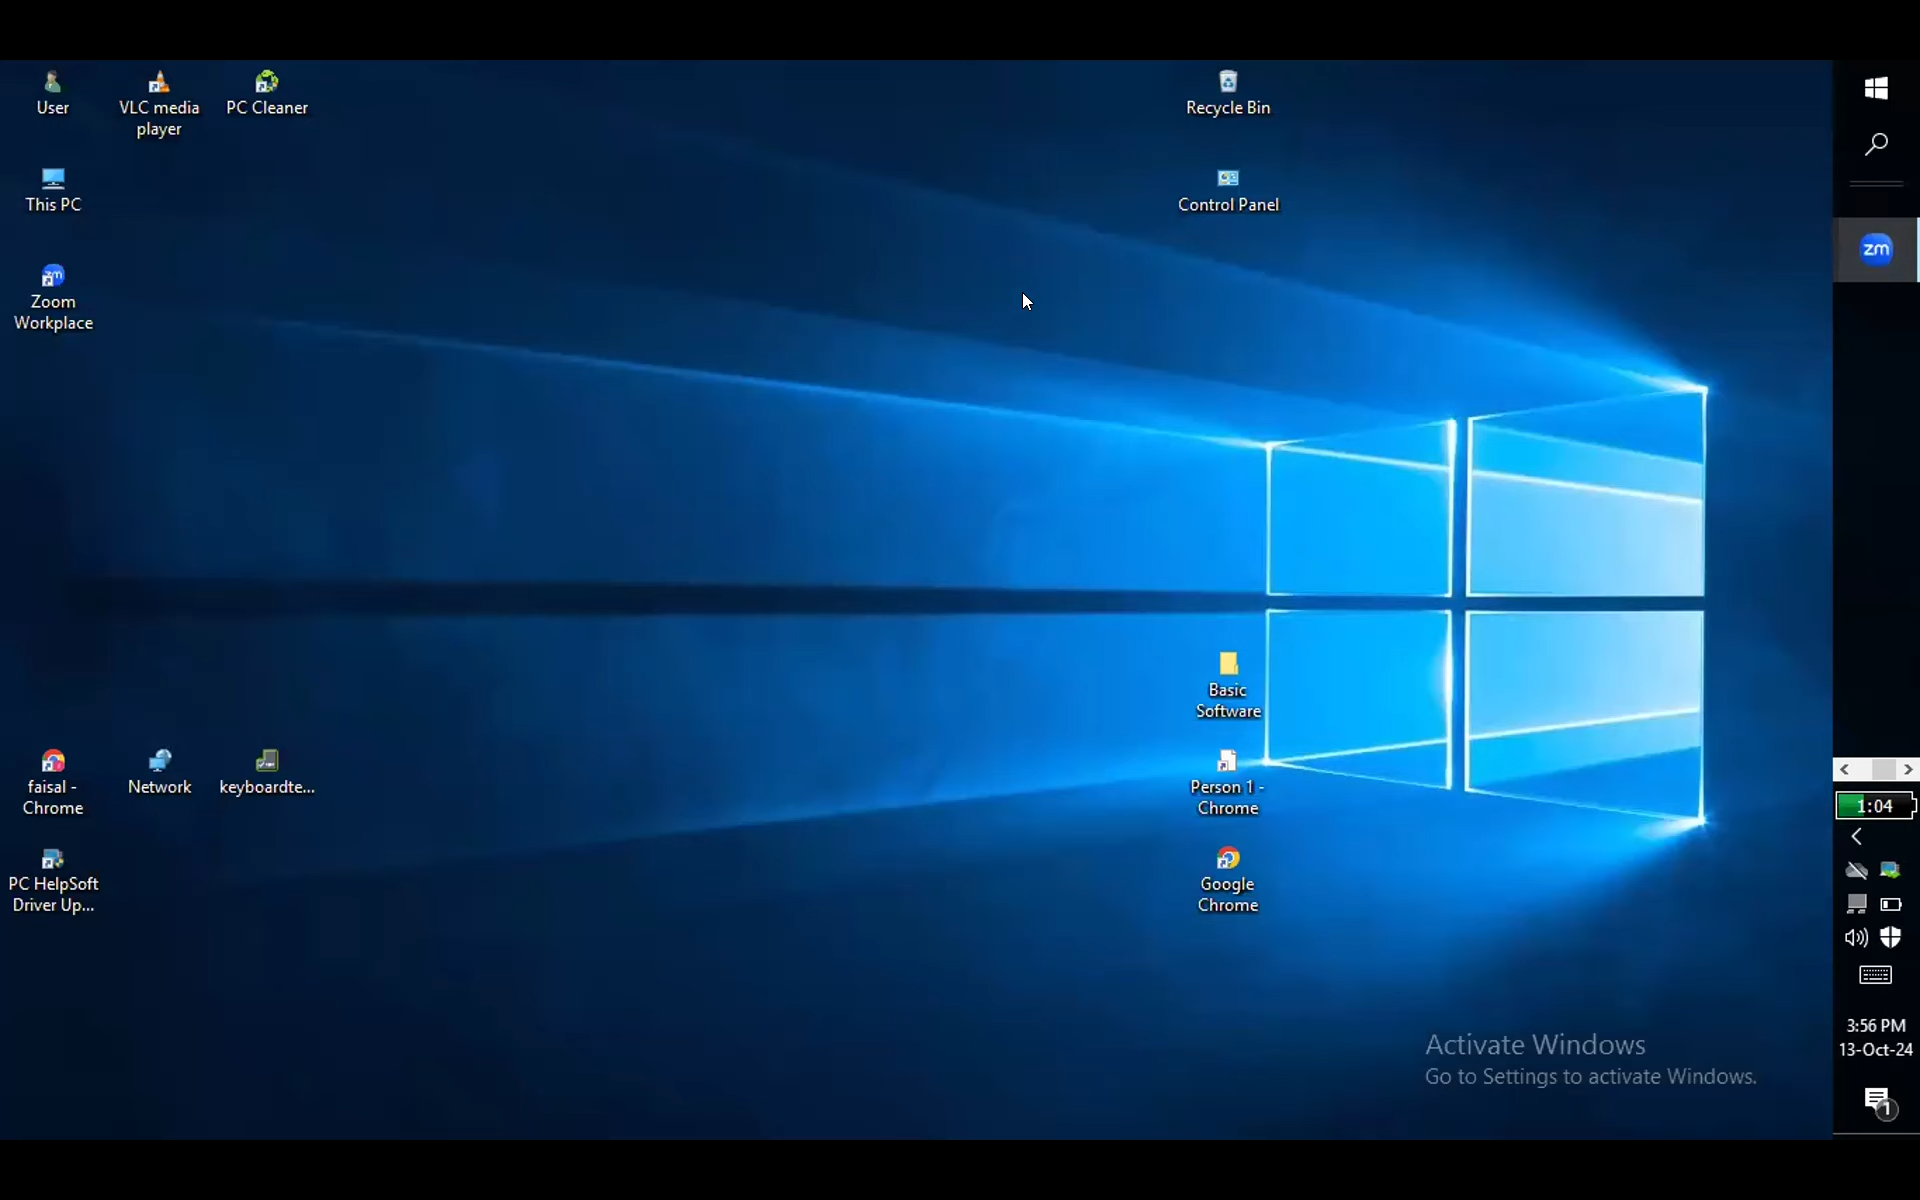 User
VLC media
player
PC Cleaner
Recycle Bin
This PC
Control Panel
zm
Zoom
Workplace
zm
Basic
Software
faisal -
Chrome
Network
keyboardte...
Person 1 -
Chrome
1:04
PC HelpSoft
Driver Up...
Google
Chrome
3:56 PM
13-Oct-24
Activate Windows
Go to Settings to activate Windows.
1